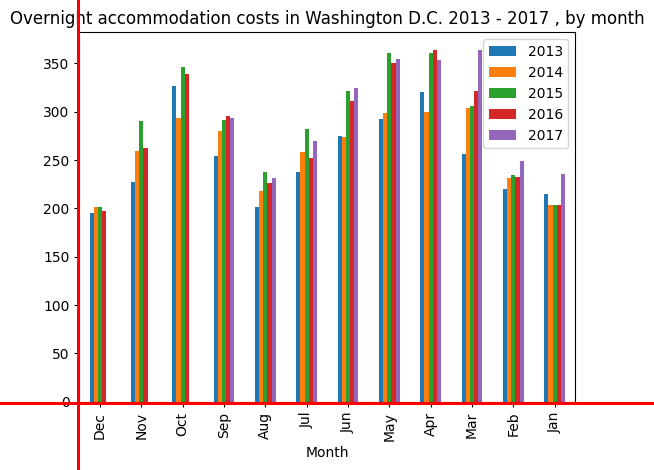 Overnight accommodation costs in Washington D.C. 2013 - 2017 , by month
350
300
250
200
150
100
50
0
2013
2014
2015
2016
2017
Dec
Nov
Oct
Sep
Aug
Jul
Jun
May
Apr
Mar
Feb
Jan
Month